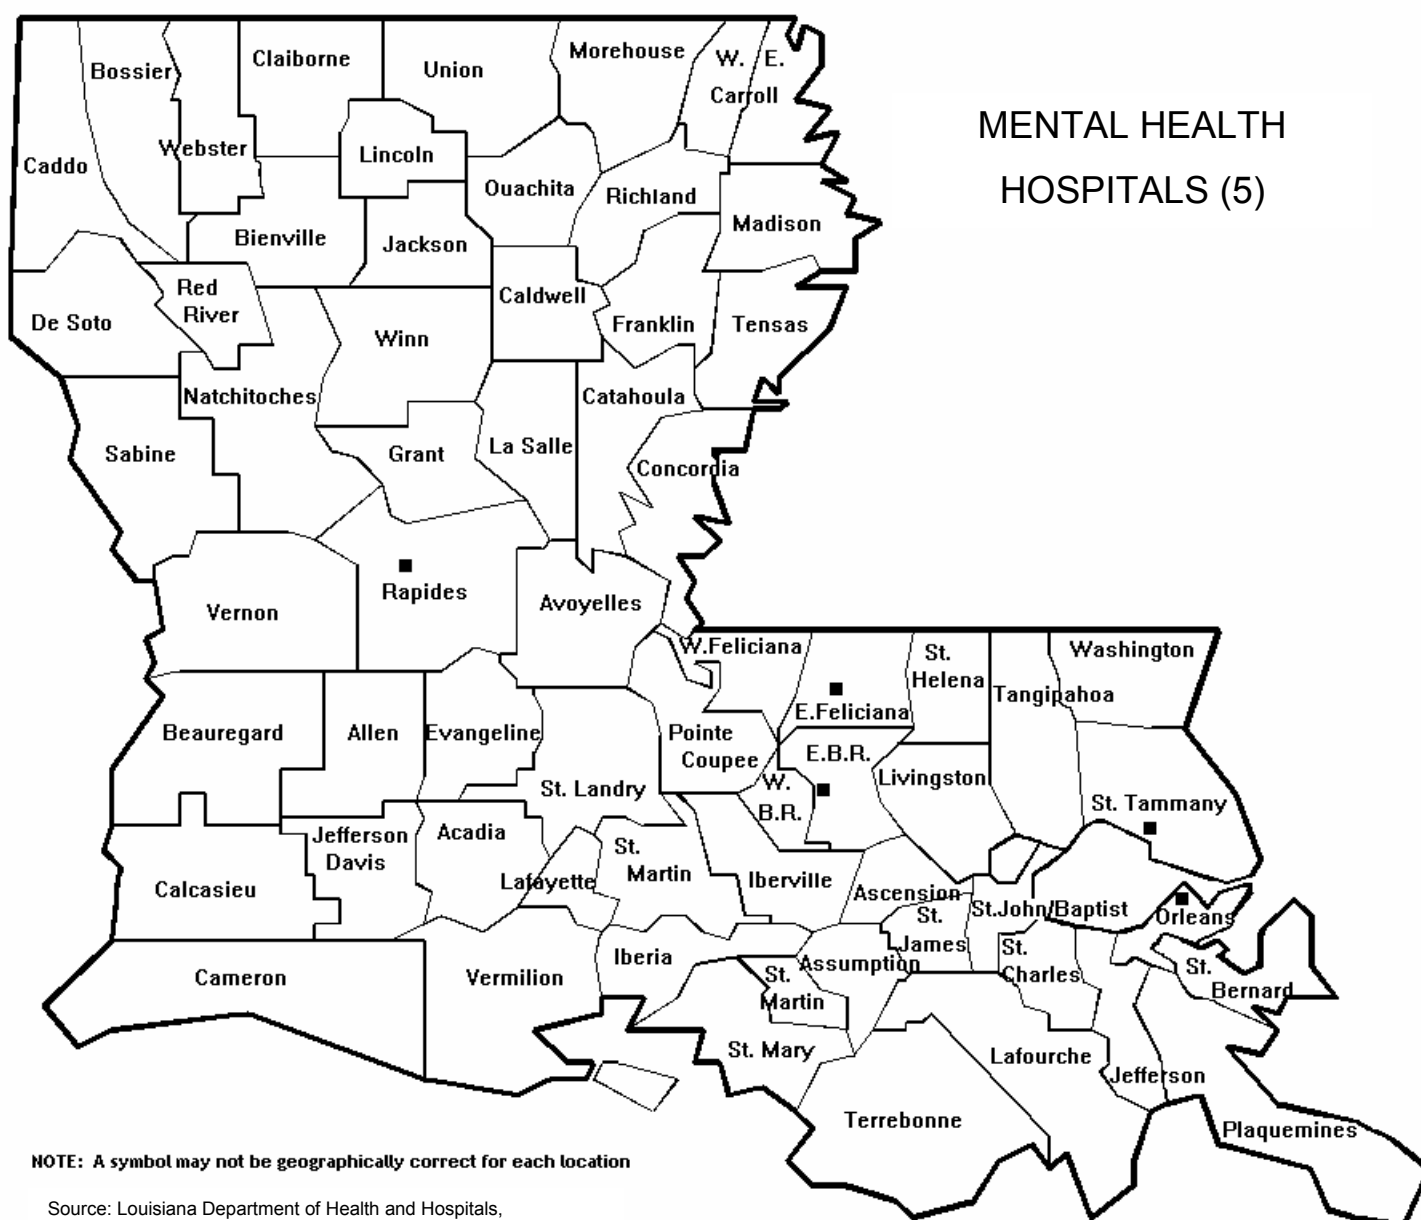 MENTAL HEALTH
HOSPITALS (5)
Bossier
Claiborne
Union
Morehouse
W. E.
Carroll
Caddo
Webster
Lincoln
Ouachita
Richland
Madison
Bienville
Jackson
Red
River
De Soto
Winn
Caldwell
Franklin
Tensas
Natchitoches
Catahoula
Sabine
Grant
La Salle
Concordia
Vernon
Rapides
Avoyelles
W.Feliciana
St.
Helena
Washington
Tangipahoa
E.Feliciana
Beauregard
Allen
Evangeline
Pointe
Coupee
E.B.R.
W.
B.R.
Livingston
St. Landry
St. Tammany
Jefferson
Davis
Acadia
St.
Martin
Calcasieu
Lafayette
Iberville
Ascension
St.
James
St.John/Baptist
Orleans
Cameron
Vermilion
Iberia
St.
Martin
Assumption
St.
Charles
St.
Bernard
St. Mary
Lafourche
Jefferson
Terrebonne
Plaquemines
NOTE: A symbol may not be geographically correct for each location
Source: Louisiana Department of Health and Hospitals,